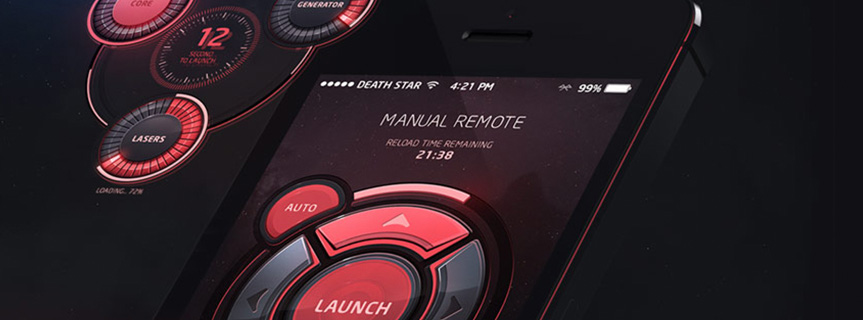 CORE
GENERATOR
12
SECOND
TO LAUNCH
LASERS
LOADING.. 72%
DEATH STAR
4:21 PM
99%
MANUAL REMOTE
RELOAD TIME REMAINING
21:38
AUTO
LAUNCH